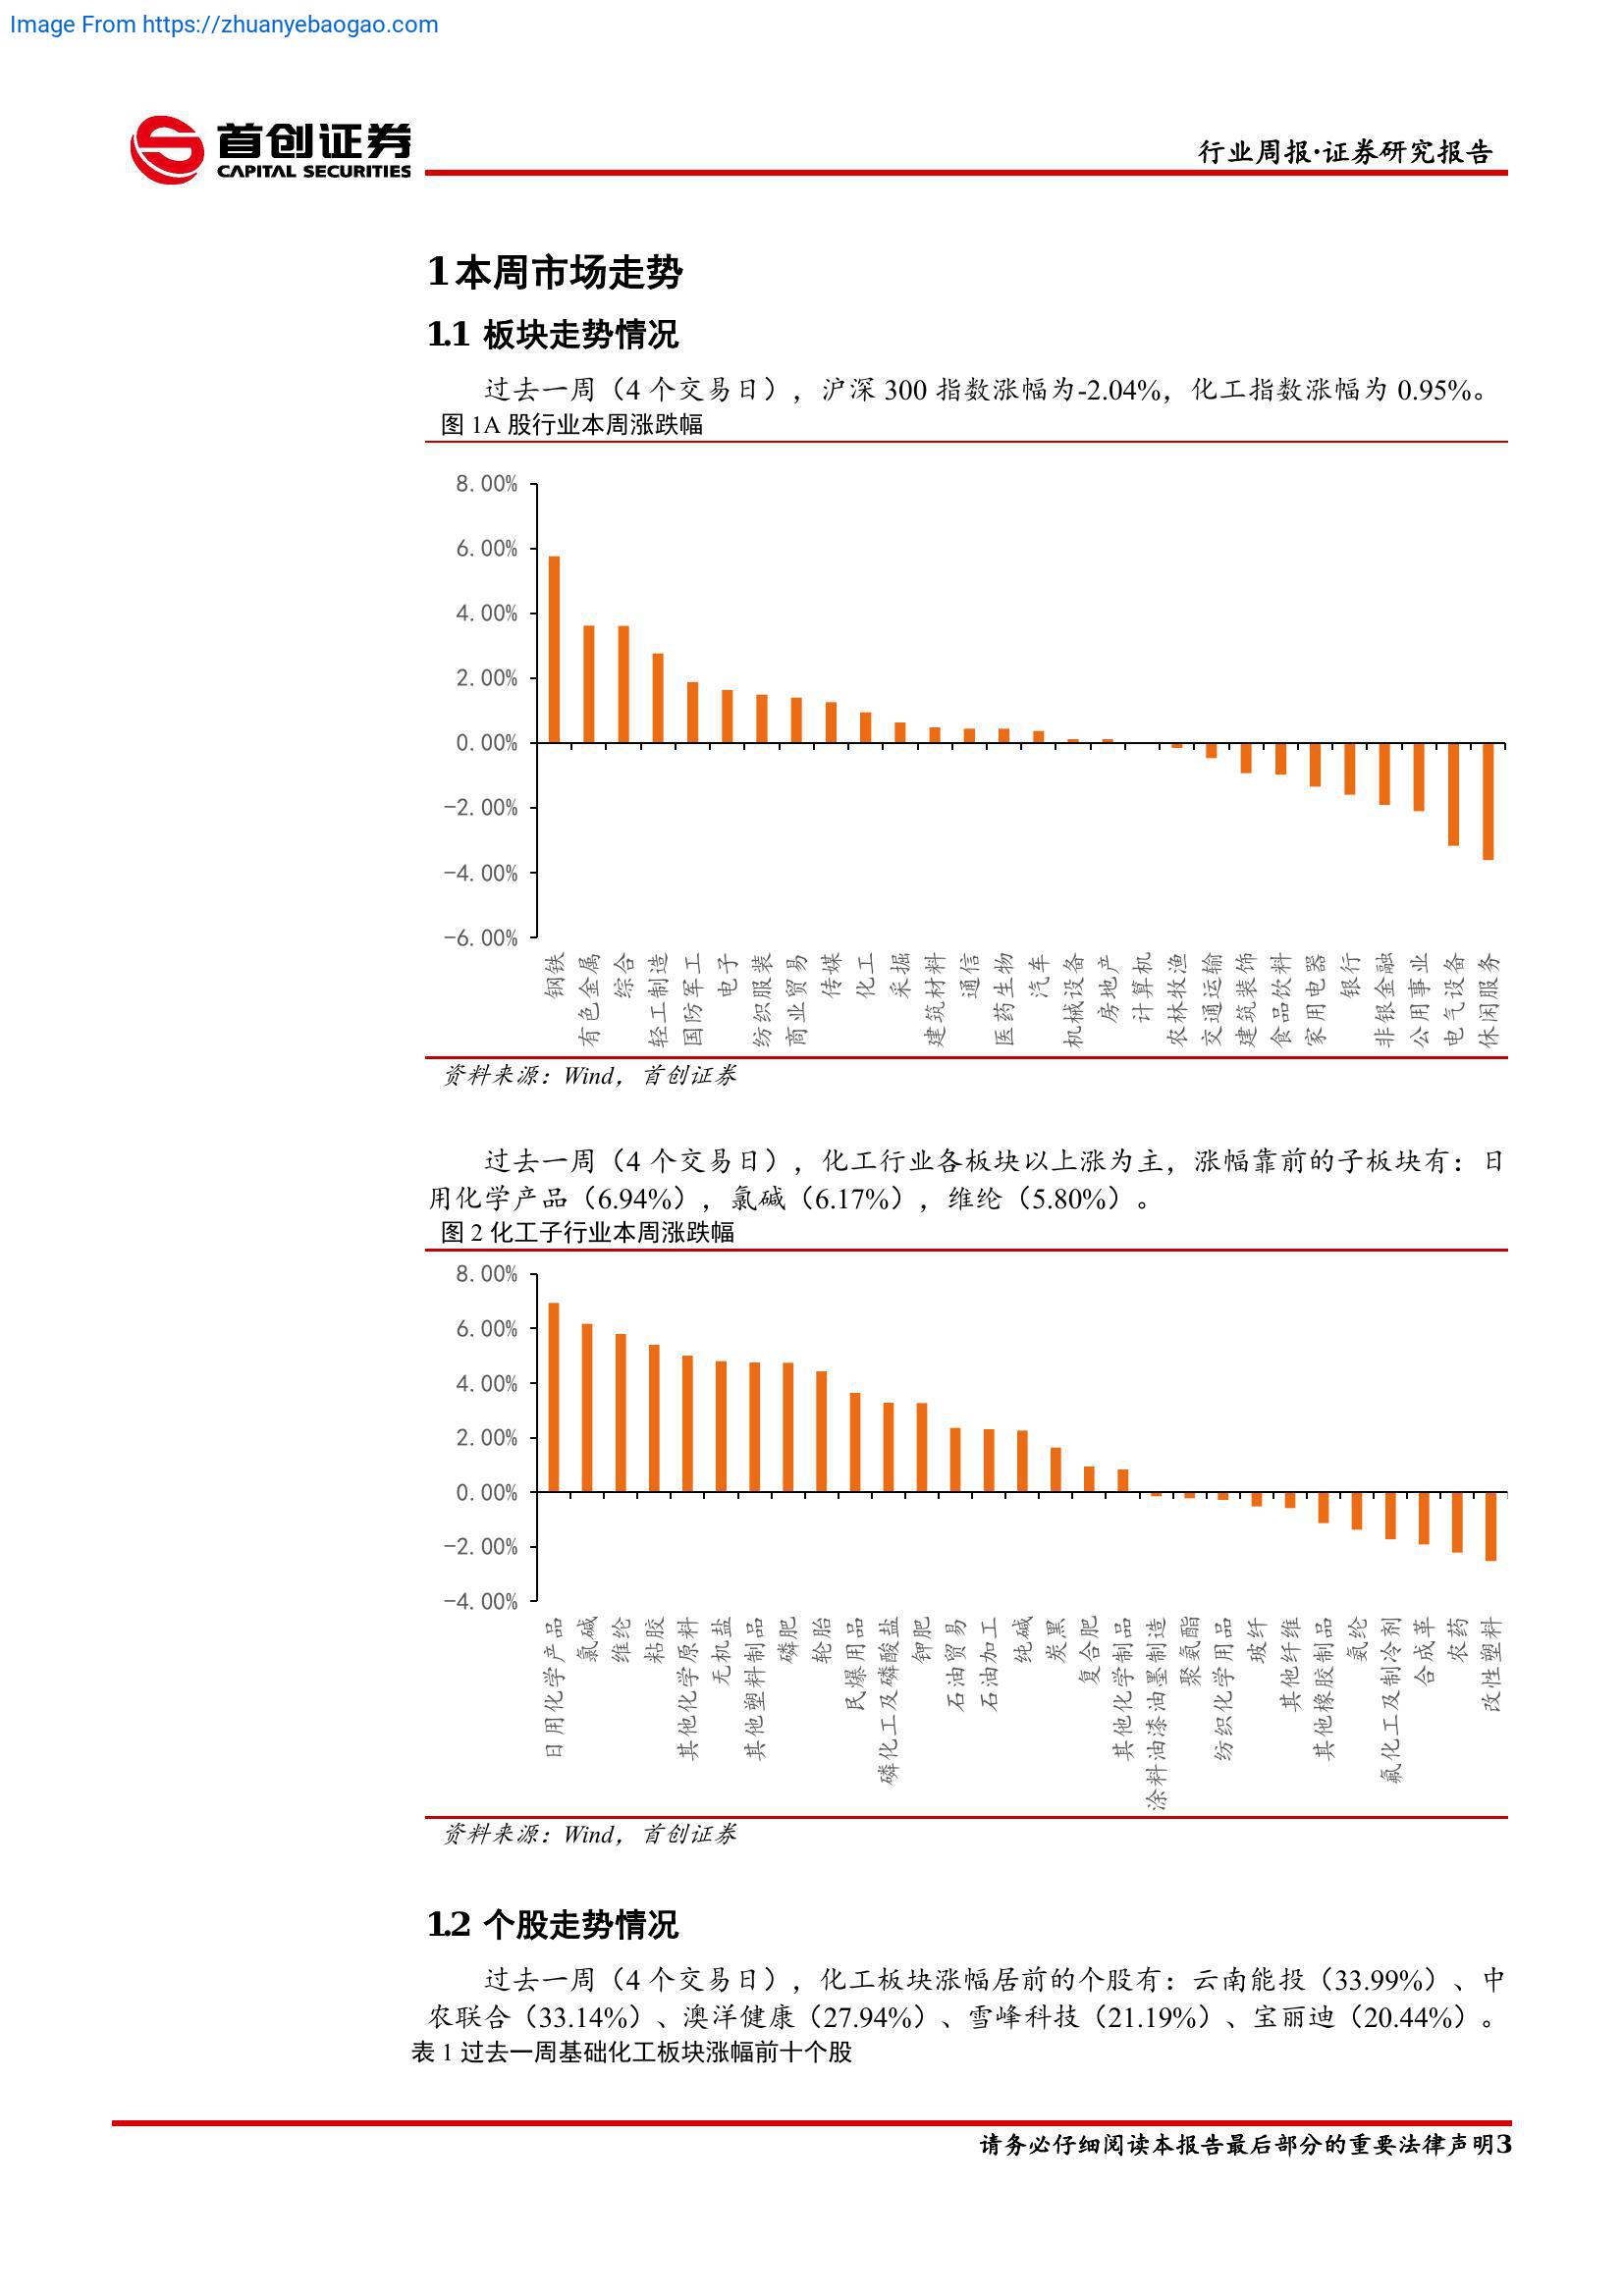 Image From https://zhuanyebaogao.com
首创证券
CAPITAL SECURITIES
行业周报·证券研究报告
1本周市场走势
1.1 板块走势情况
过去一周（4 个交易日），沪深 300 指数涨幅为-2.04%，化工指数涨幅为 0.95%。
图 1A 股行业本周涨跌幅
8.00%
6.00%
4.00%
2.00%
0.00%
-2.00%
-4.00%
-6.00%
钢铁
有色金属
综合
轻工制造
国防军工
电子
纺织服装
商业贸易
传媒
化工
采掘
建筑材料
通信
医药生物
汽车
机械设备
房地产
计算机
农林牧渔
交通运输
建筑装饰
食品饮料
家用电器
银行
非银金融
公用事业
电气设备
休闲服务
资料来源：Wind，首创证券
过去一周（4 个交易日），化工行业各板块以上涨为主，涨幅靠前的子板块有：日
用化学产品（6.94%），氯碱（6.17%），维纶（5.80%）。
图 2 化工子行业本周涨跌幅
8.00%
6.00%
4.00%
2.00%
0.00%
-2.00%
-4.00%
日用化学产品
氯碱
维纶
粘胶
其他化学原料
无机盐
其他塑料制品
磷肥
轮胎
民爆用品
磷化工及磷酸盐
钾肥
石油贸易
石油加工
纯碱
炭黑
复合肥
其他化学制品
涂料油漆油墨制造
聚氨酯
纺织化学用品
玻纤
其他纤维
其他橡胶制品
氨纶
氟化工及制冷剂
合成革
农药
改性塑料
资料来源：Wind，首创证券
1.2 个股走势情况
过去一周（4 个交易日），化工板块涨幅居前的个股有：云南能投（33.99%）、中
农联合（33.14%）、澳洋健康（27.94%）、雪峰科技（21.19%）、宝丽迪（20.44%）。
表 1 过去一周基础化工板块涨幅前十个股
请务必仔细阅读本报告最后部分的重要法律声明3